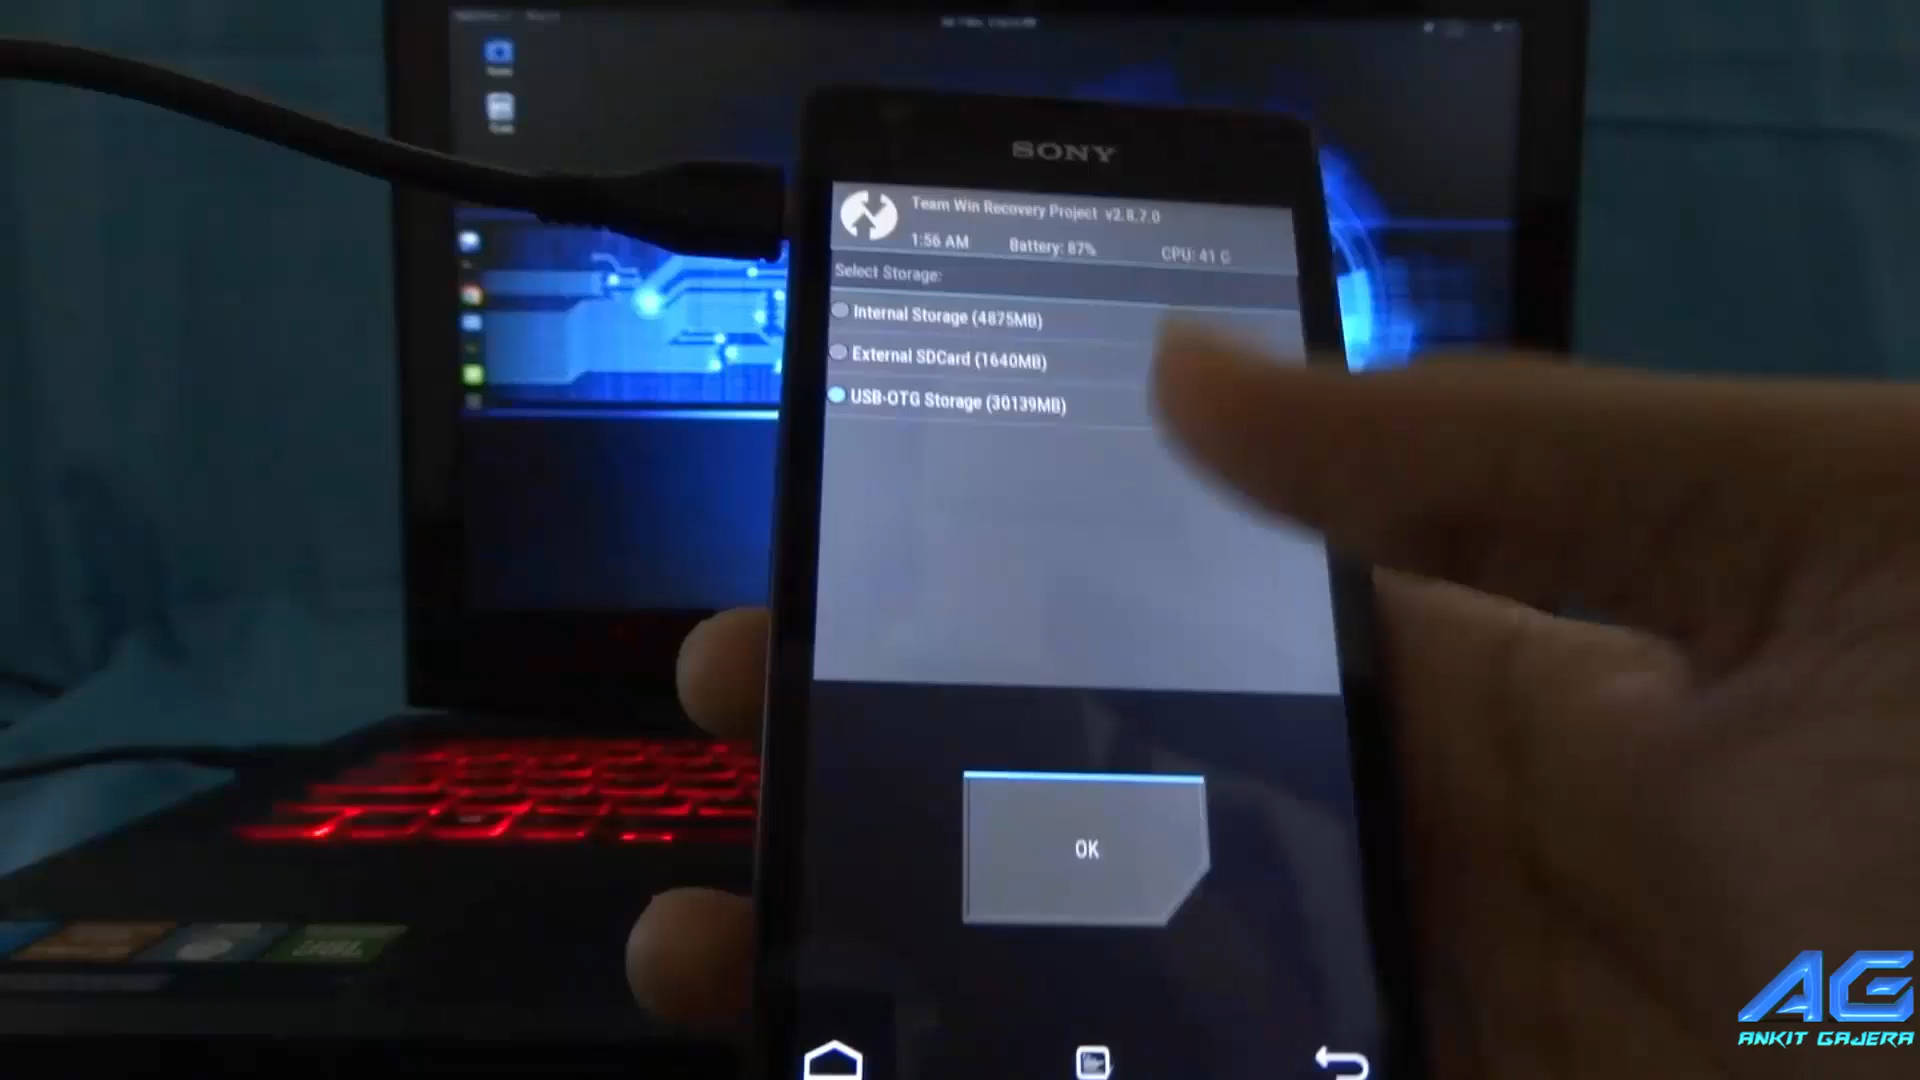 SONY
Team Win Recovery Project v2.8.7.0
1:56 AM Battery: 87% CPU: 41 C
Select Storage:
Internal Storage (4875MB)
External SDCard (1640MB)
USB-OTG Storage (30139MB)
OK
AG
ANKIT GAJERA